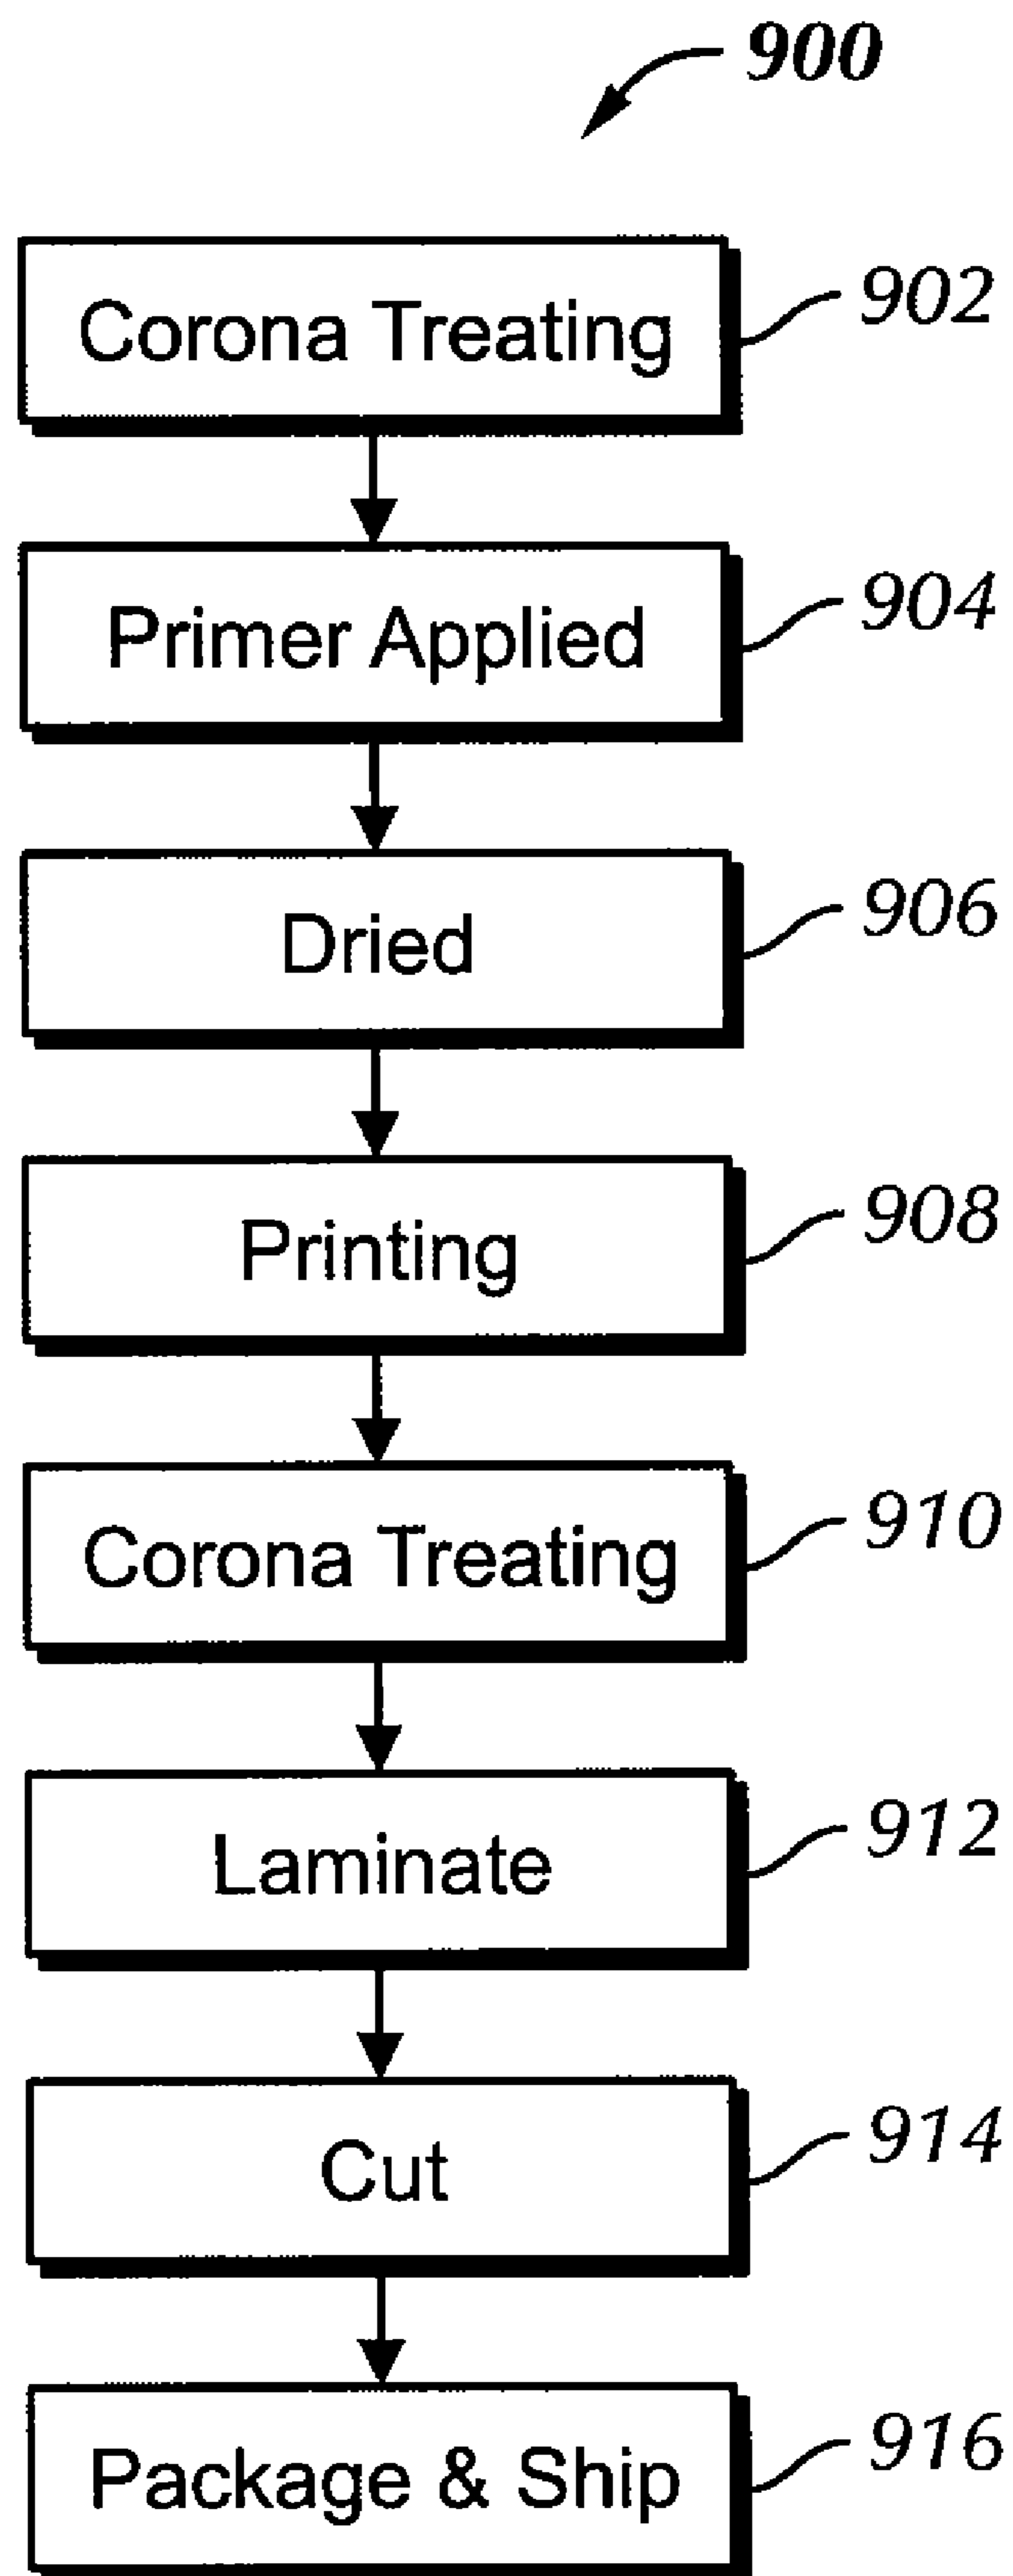 900
Corona Treating 902
Primer Applied 904
Dried 906
Printing 908
Corona Treating 910
Laminate 912
Cut 914
Package & Ship 916